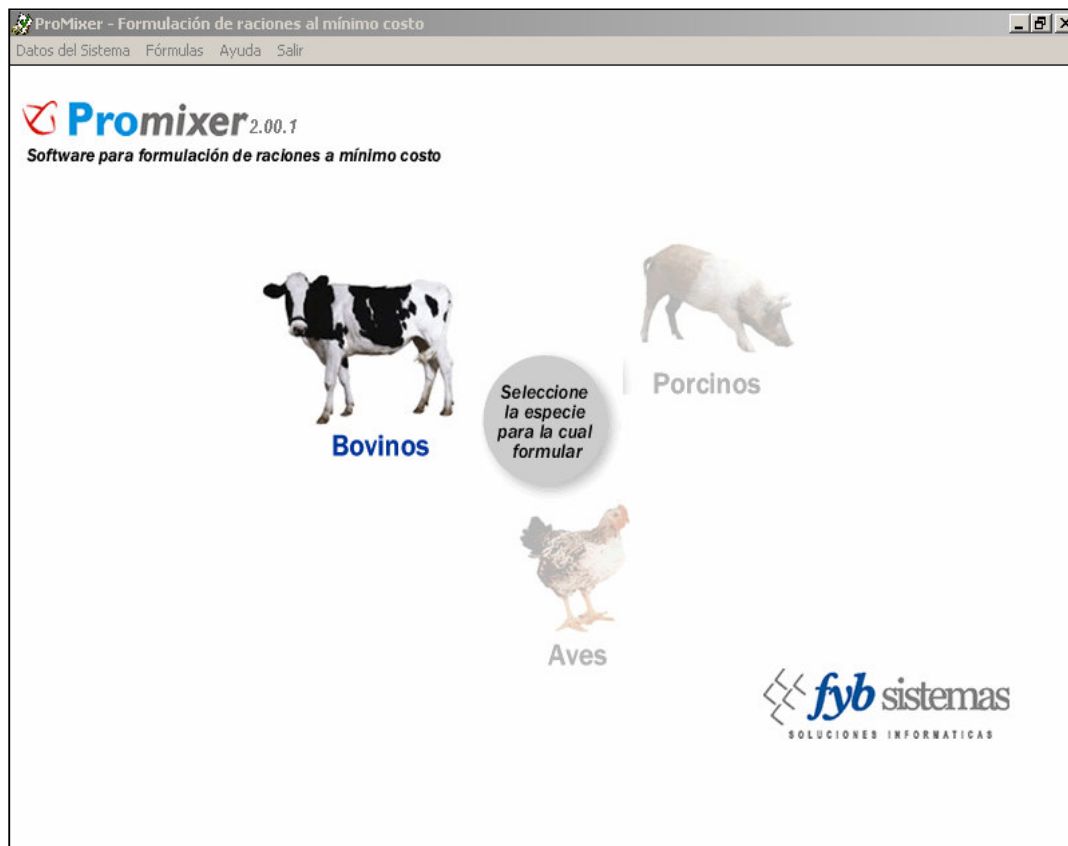 ProMixer - Formulación de raciones al mínimo costo
Datos del Sistema Fórmulas Ayuda Salir
Promixer 2.00.1
Software para formulación de raciones a mínimo costo
Porcinos
Seleccione
la especie
para la cual
formular
Bovinos
Aves
fyb sistemas
SOLUCIONES INFORMATICAS